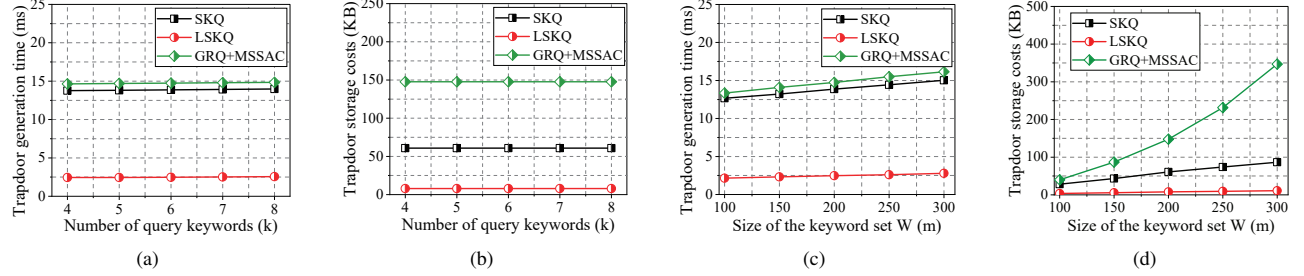 Trapdoor generation time (ms)
25
20
15
10
5
0
SKQ
LSKQ
GRQ+MSSAC
4 5 6 7 8
Number of query keywords (k)
(a)
Trapdoor storage costs (KB)
250
200
150
100
50
0
SKQ
LSKQ
GRQ+MSSAC
4 5 6 7 8
Number of query keywords (k)
(b)
Trapdoor generation time (ms)
25
20
15
10
5
0
SKQ
LSKQ
GRQ+MSSAC
100 150 200 250 300
Size of the keyword set W (m)
(c)
Trapdoor storage costs (KB)
500
400
300
200
100
0
SKQ
LSKQ
GRQ+MSSAC
100 150 200 250 300
Size of the keyword set W (m)
(d)